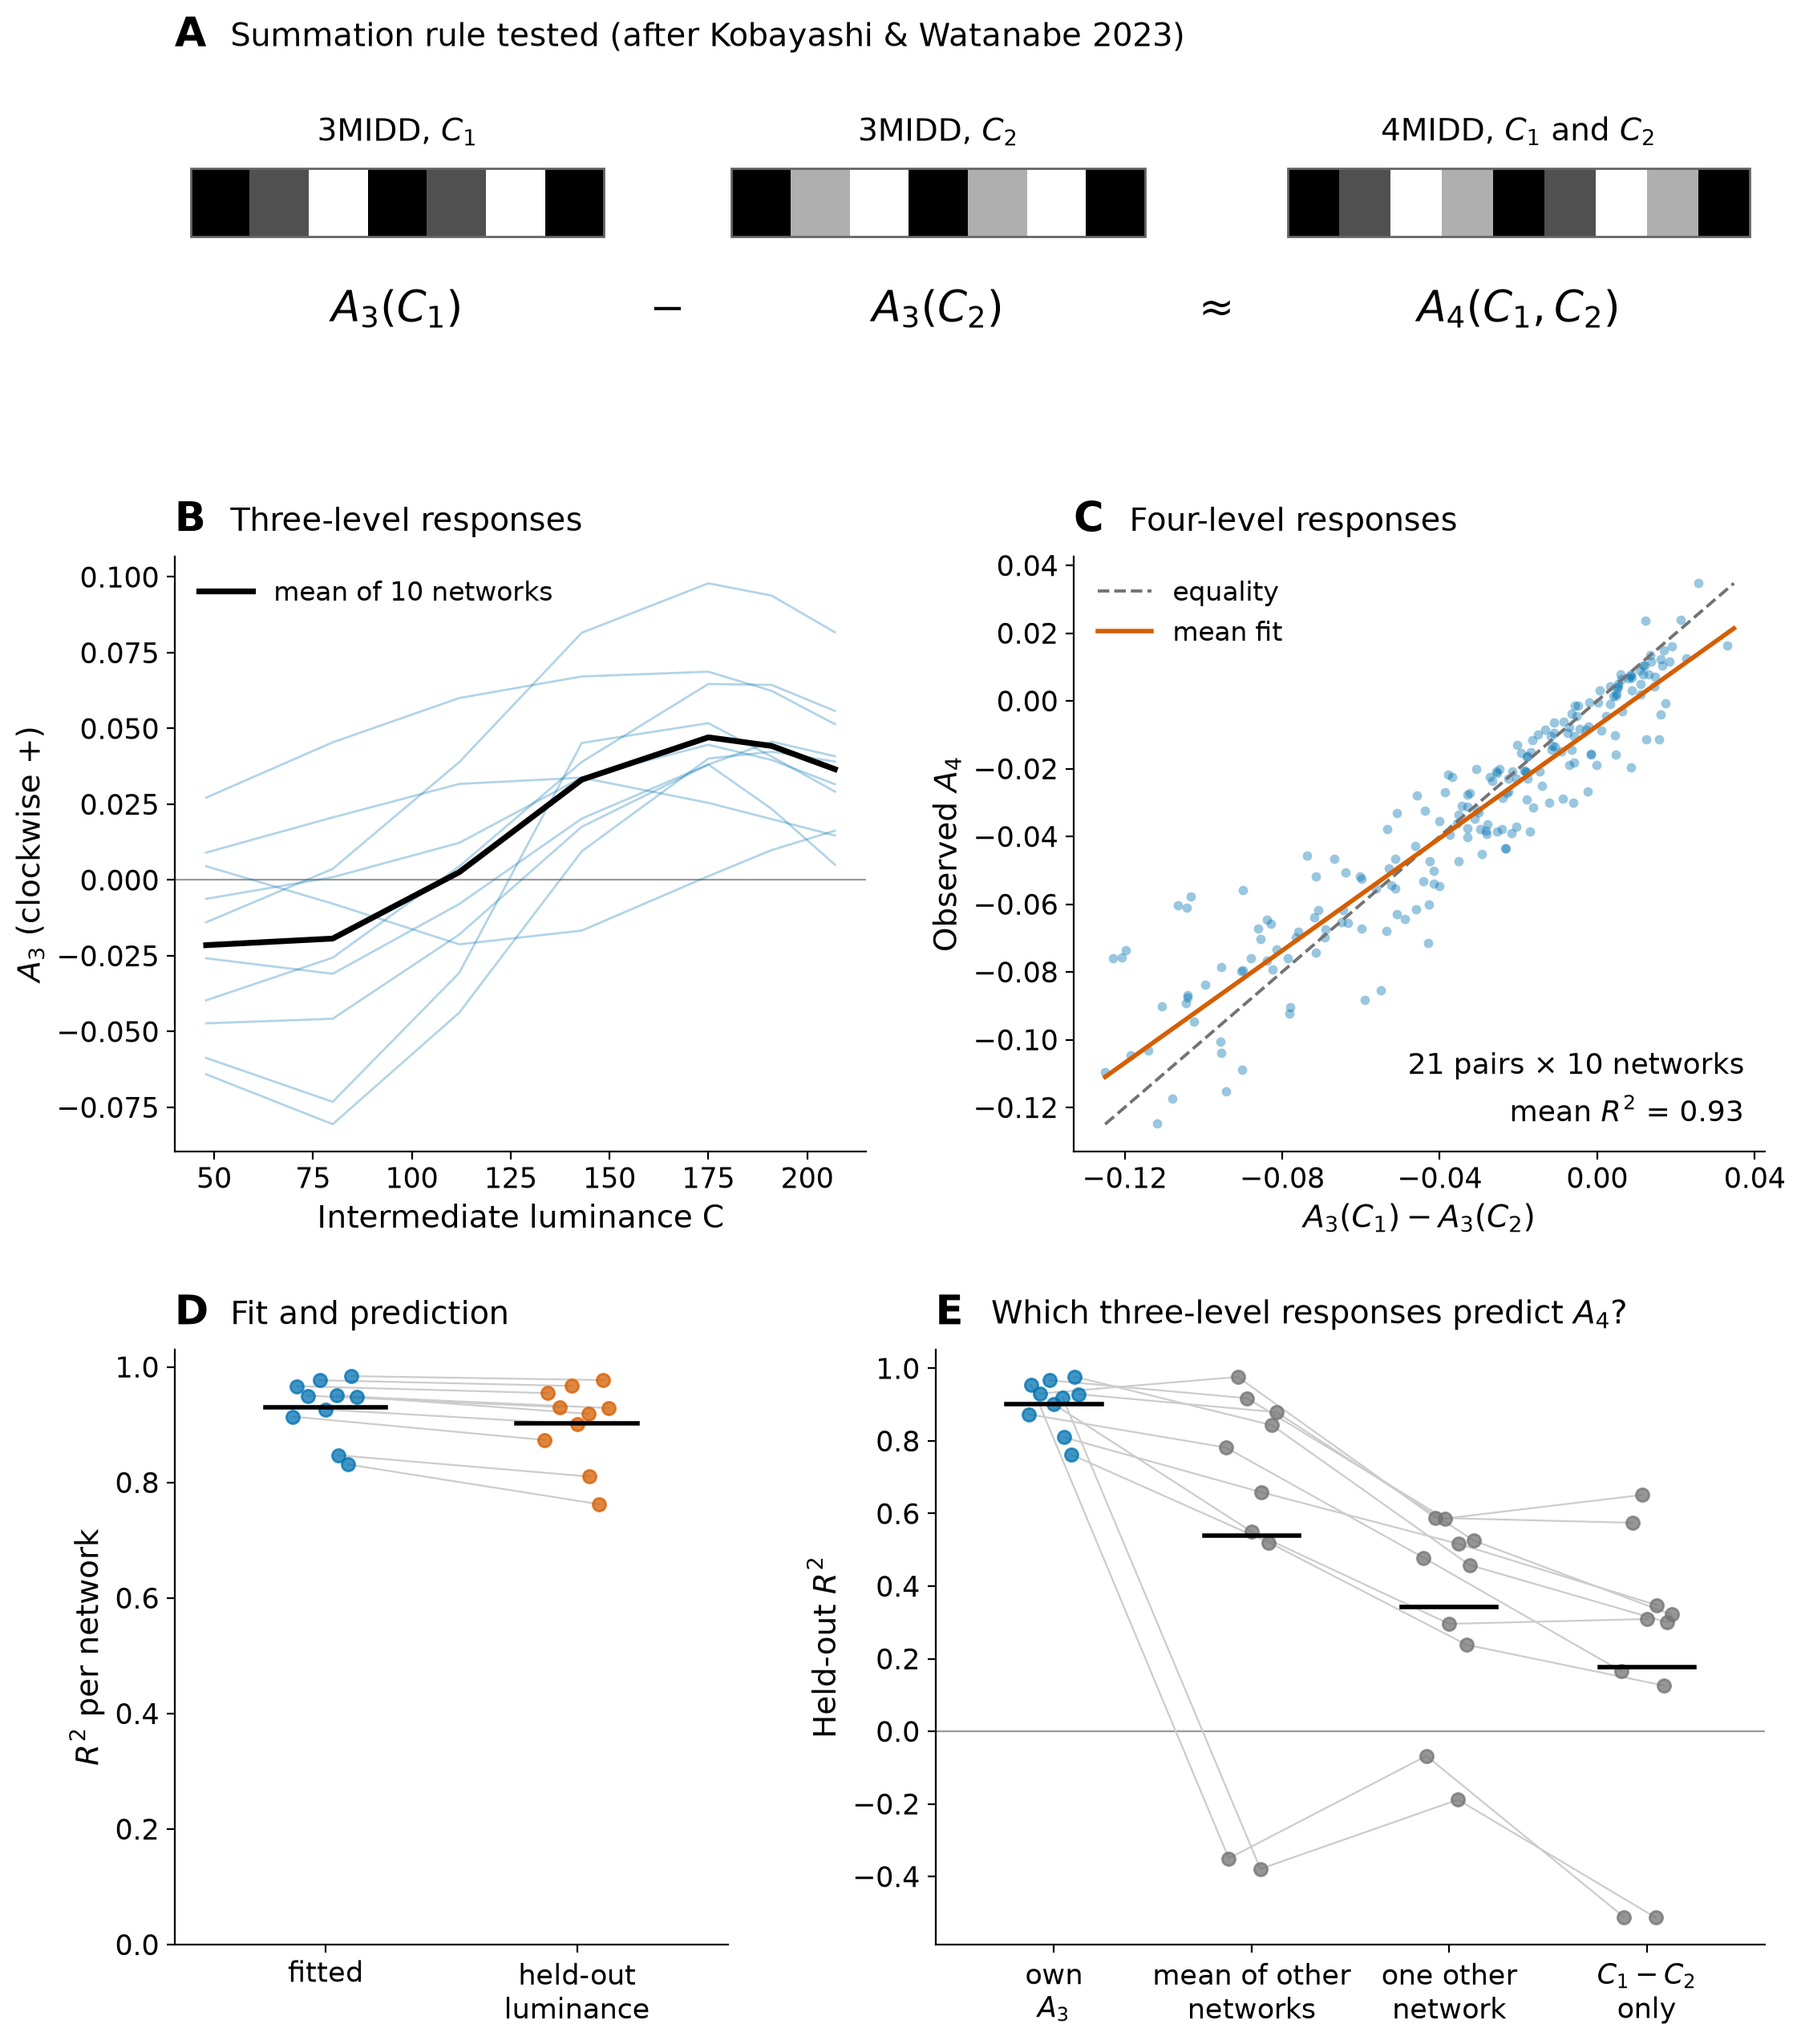 A Summation rule tested (after Kobayashi & Watanabe 2023)
3MIDD, C₁
3MIDD, C₂
4MIDD, C₁ and C₂
A₃(C₁)
−
A₃(C₂)
≈
A₄(C₁, C₂)
B Three-level responses
mean of 10 networks
0.100
0.075
0.050
0.025
0.000
−0.025
−0.050
−0.075
A₃ (clockwise +)
50 75 100 125 150 175 200
Intermediate luminance C
C Four-level responses
equality
mean fit
0.04
0.02
0.00
−0.02
−0.04
−0.06
−0.08
−0.10
−0.12
Observed A₄
21 pairs × 10 networks
mean R² = 0.93
−0.12 −0.08 −0.04 0.00 0.04
A₃(C₁) − A₃(C₂)
D Fit and prediction
1.0
0.8
0.6
0.4
0.2
0.0
R² per network
fitted
held-out
luminance
E Which three-level responses predict A₄?
1.0
0.8
0.6
0.4
0.2
0.0
−0.2
−0.4
Held-out R²
own
A₃
mean of other
networks
one other
network
C₁ − C₂
only